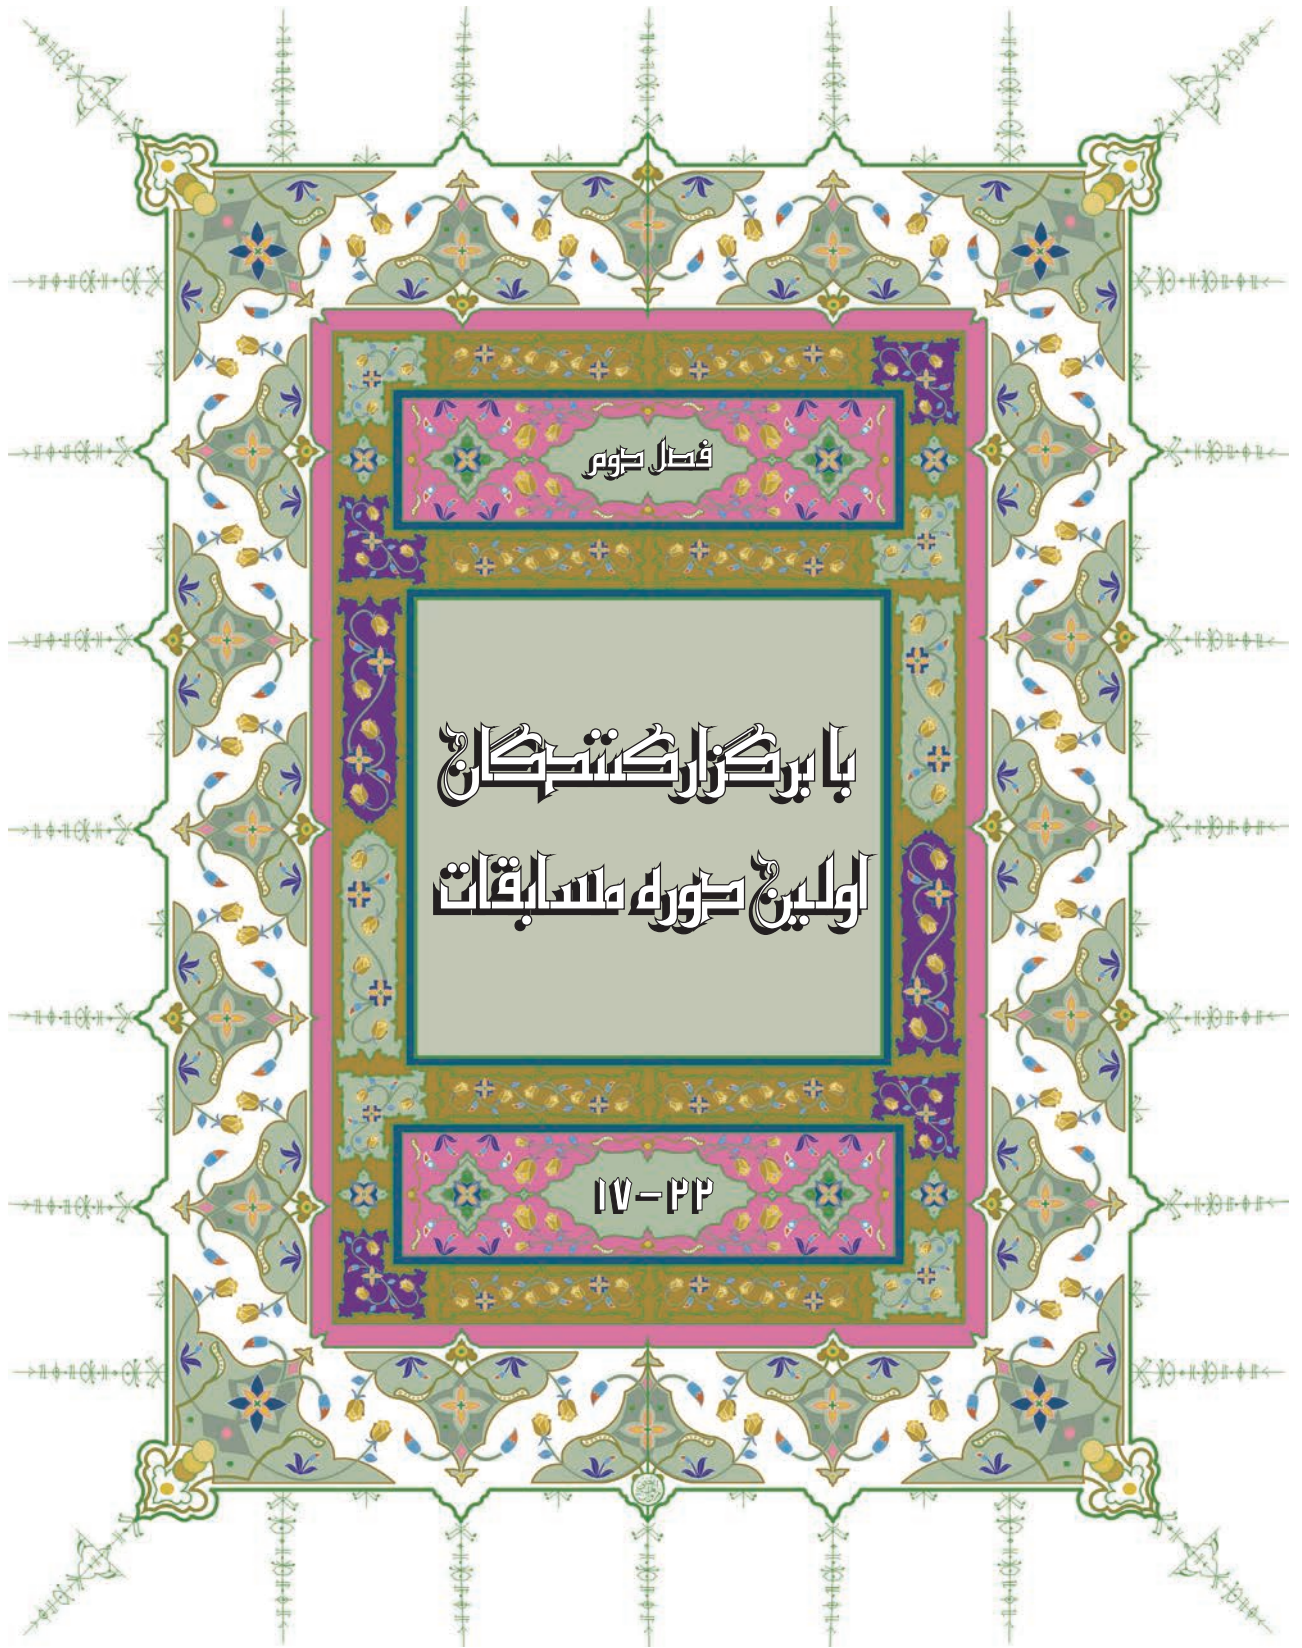 فصل دوم
با برگزارکنندگان
اولین دوره مسابقات
۱۷-۲۲